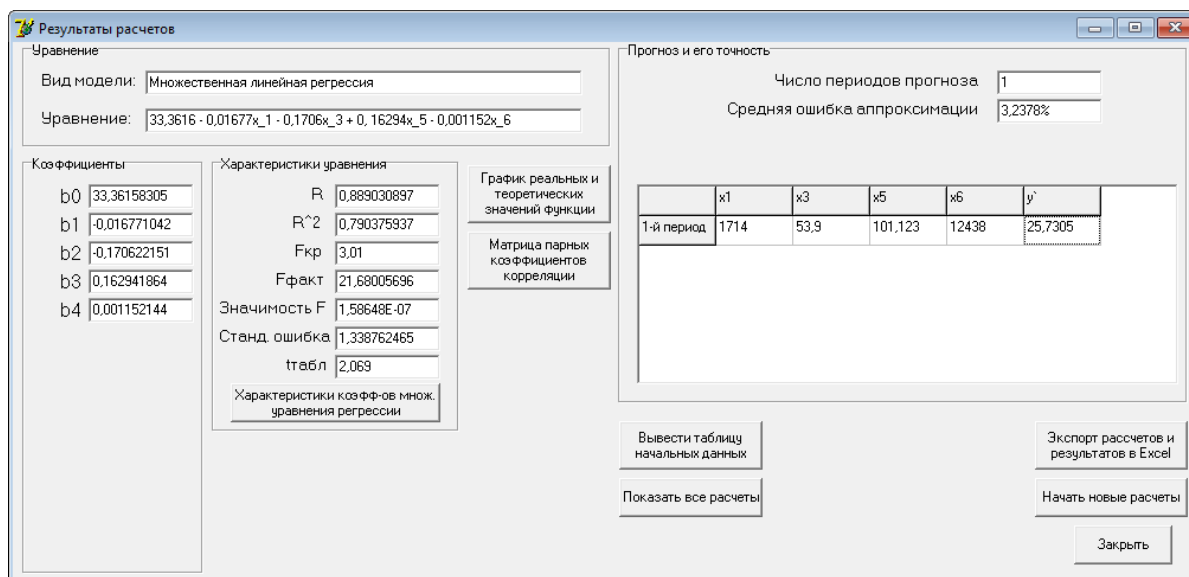 Результаты расчетов
Уравнение
Вид модели: Множественная линейная регрессия
Уравнение: 33,3616 - 0,01677x_1 - 0,1706x_3 + 0, 16294x_5 - 0,001152x_6
Коэффициенты
b0 33,36158305
b1 -0,016771042
b2 -0,170622151
b3 0,162941864
b4 0,001152144
Характеристики уравнения
R 0,889030897
R^2 0,790375937
Fкр 3,01
Fфакт 21,68005696
Значимость F 1,58648E-07
Станд. ошибка 1,338762465
tтабл 2,069
Характеристики коэфф-ов множ.
уравнения регрессии
График реальных и
теоретических
значений функции
Матрица парных
коэффициентов
корреляции
Прогноз и его точность
Число периодов прогноза 1
Средняя ошибка аппроксимации 3,2378%
x1 x3 x5 x6 y`
1-й период 1714 53,9 101,123 12438 25,7305
Вывести таблицу
начальных данных
Показать все расчеты
Экспорт рассчетов и
результатов в Excel
Начать новые расчеты
Закрыть